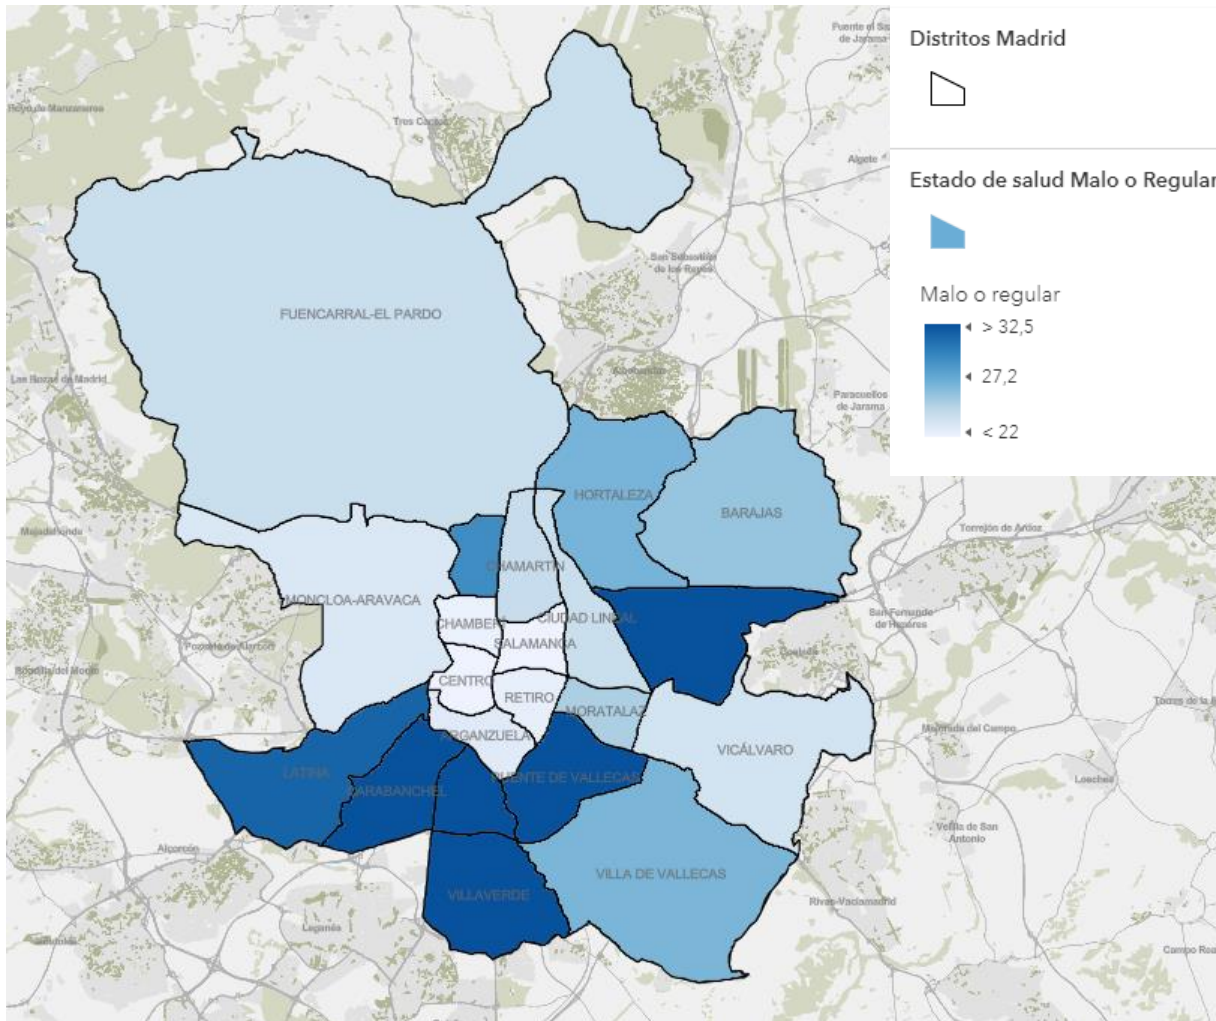 Distritos Madrid
Estado de salud Malo o Regular
Malo o regular
> 32,5
27,2
< 22
Fuente el Sa
de Jarama
Tres Cantos
Algete
San Sebastián
de los Reyes
FUENCARRAL-EL PARDO
Las Rozas de Madrid
Alcobendas
Paracuellos
de Jarama
HORTALEZA
BARAJAS
Majadahonda
Torrejón de Ardoz
CHAMARTÍN
MONCLOA-ARAVACA
San Fernando
de Henares
CHAMBERÍ
CIUDAD LINEAL
SALAMANCA
Pozuelo de Alarcón
Coslada
Boadilla del Monte
CENTRO
RETIRO
MORATALAZ
Mejorada del Campo
ARGANZUELA
VICÁLVARO
LATINA
PUENTE DE VALLECAS
Loeches
CARABANCHEL
Velilla de San
Antonio
Alcorcón
VILLA DE VALLECAS
VILLAVERDE
Rivas-Vaciamadrid
Leganés
Campo Rea